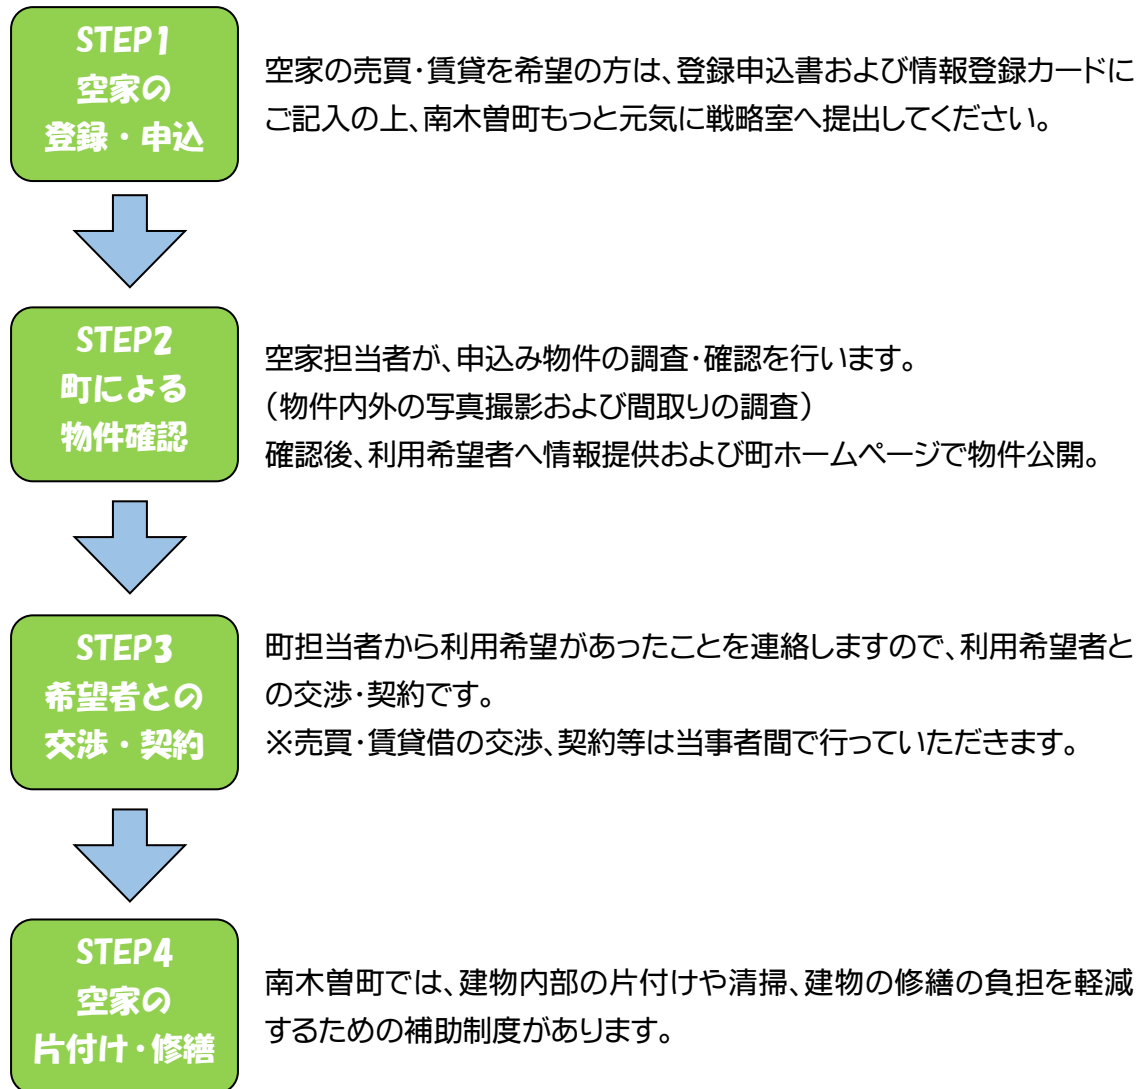 STEP1
空家の
登録・申込
空家の売買・賃貸を希望の方は、登録申込書および情報登録カードに
ご記入の上、南木曽町もっと元気に戦略室へ提出してください。
STEP2
町による
物件確認
空家担当者が、申込み物件の調査・確認を行います。
（物件内外の写真撮影および間取りの調査）
確認後、利用希望者へ情報提供および町ホームページで物件公開。
STEP3
希望者との
交渉・契約
町担当者から利用希望があったことを連絡しますので、利用希望者と
の交渉・契約です。
※売買・賃貸借の交渉、契約等は当事者間で行っていただきます。
STEP4
空家の
片付け・修繕
南木曽町では、建物内部の片付けや清掃、建物の修繕の負担を軽減
するための補助制度があります。